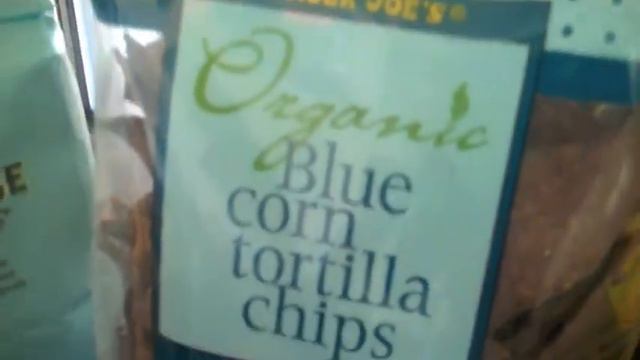 JOE'S
Organic
Blue
corn
tortilla
chips